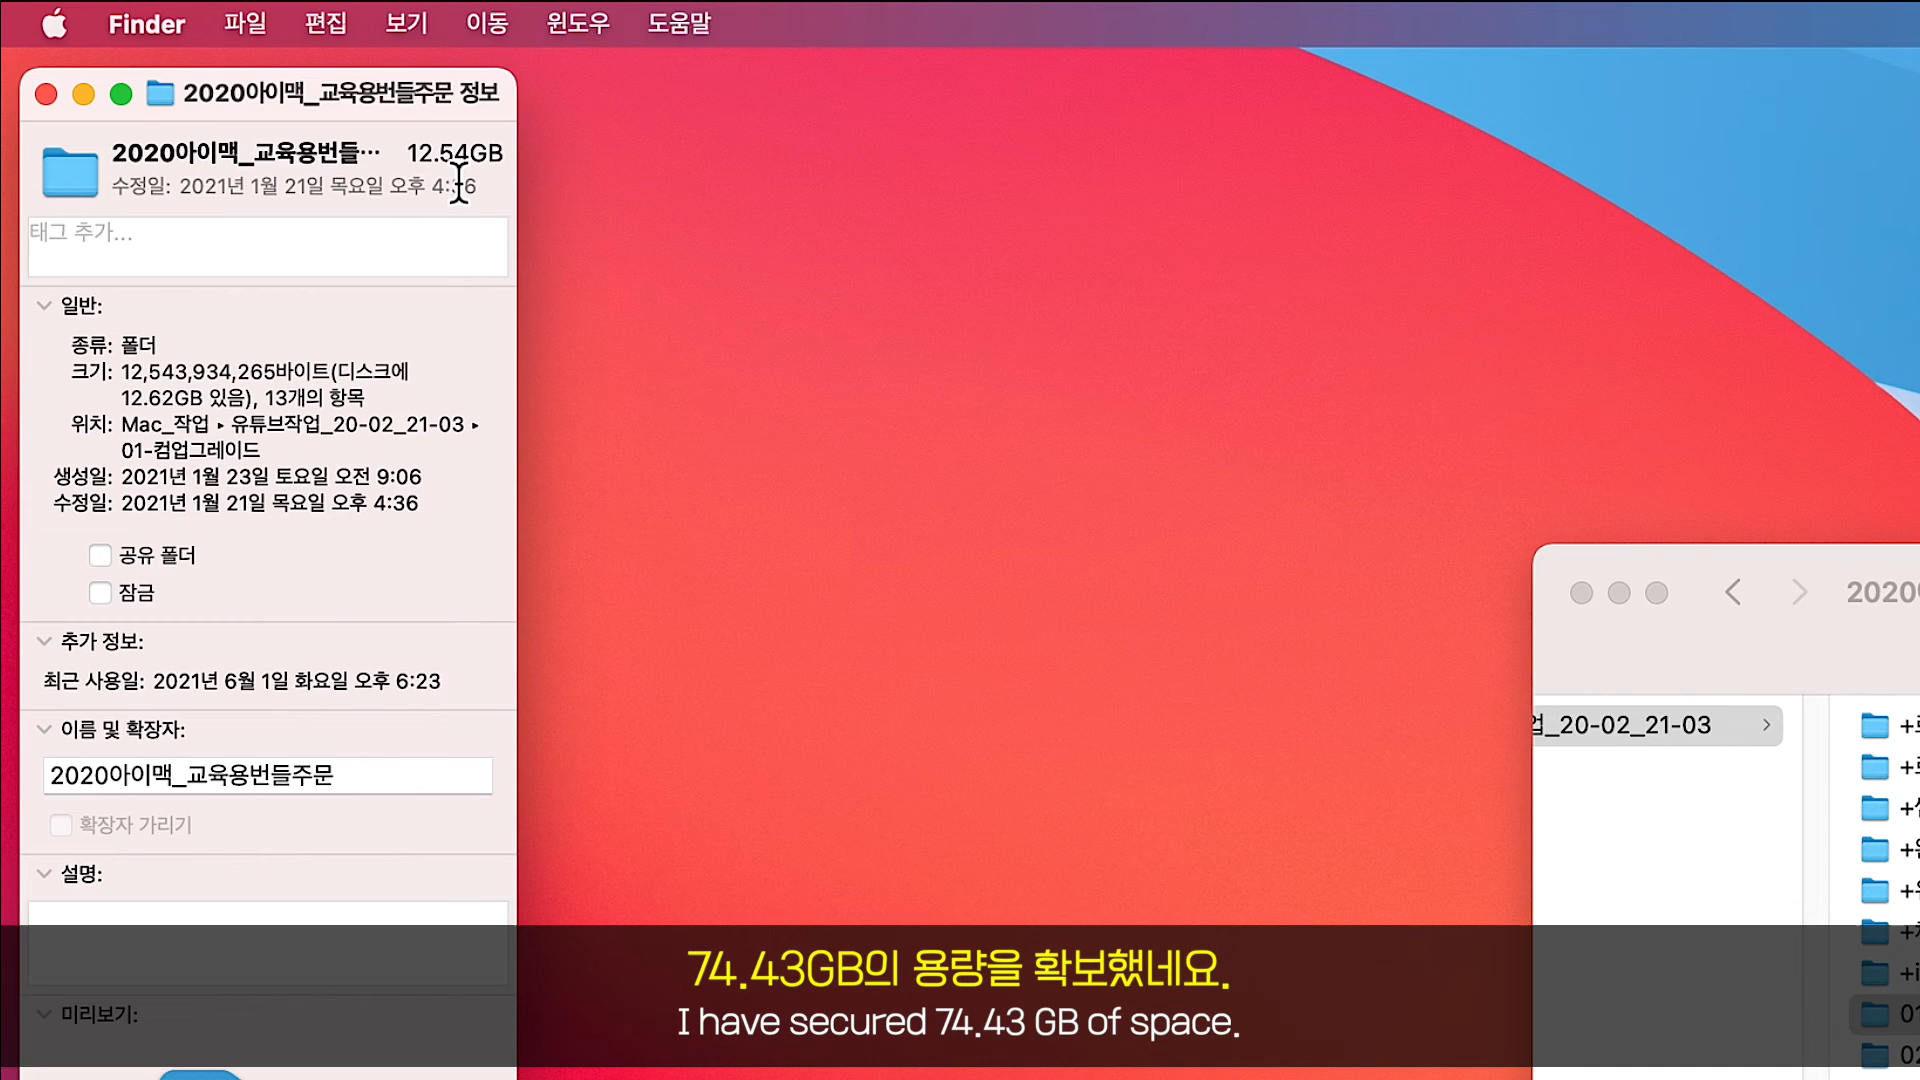 Finder 파일 편집 보기 이동 윈도우 도움말
2020아이맥_교육용번들주문 정보
2020아이맥_교육용번들··· 12.54GB
수정일: 2021년 1월 21일 목요일 오후 4:36
태그 추가...
일반:
종류: 폴더
크기: 12,543,934,265바이트(디스크에
12.62GB 있음), 13개의 항목
위치: Mac_작업 ▸ 유튜브작업_20-02_21-03 ▸
01-컴업그레이드
생성일: 2021년 1월 23일 토요일 오전 9:06
수정일: 2021년 1월 21일 목요일 오후 4:36
공유 폴더
잠금
추가 정보:
최근 사용일: 2021년 6월 1일 화요일 오후 6:23
이름 및 확장자:
2020아이맥_교육용번들주문
확장자 가리기
설명:
미리보기:
2020
업_20-02_21-03
+i
01
02
74.43GB의 용량을 확보했네요.
I have secured 74.43 GB of space.